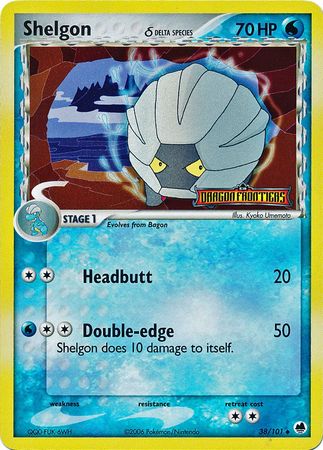 Shelgon δ DELTA SPECIES 70 HP
DRAGON FRONTIERS
Illus. Kyoko Umemoto
STAGE 1
Evolves from Bagon
Headbutt 20
Double-edge 50
Shelgon does 10 damage to itself.
weakness resistance retreat cost
©2006 Pokémon/Nintendo 38/101